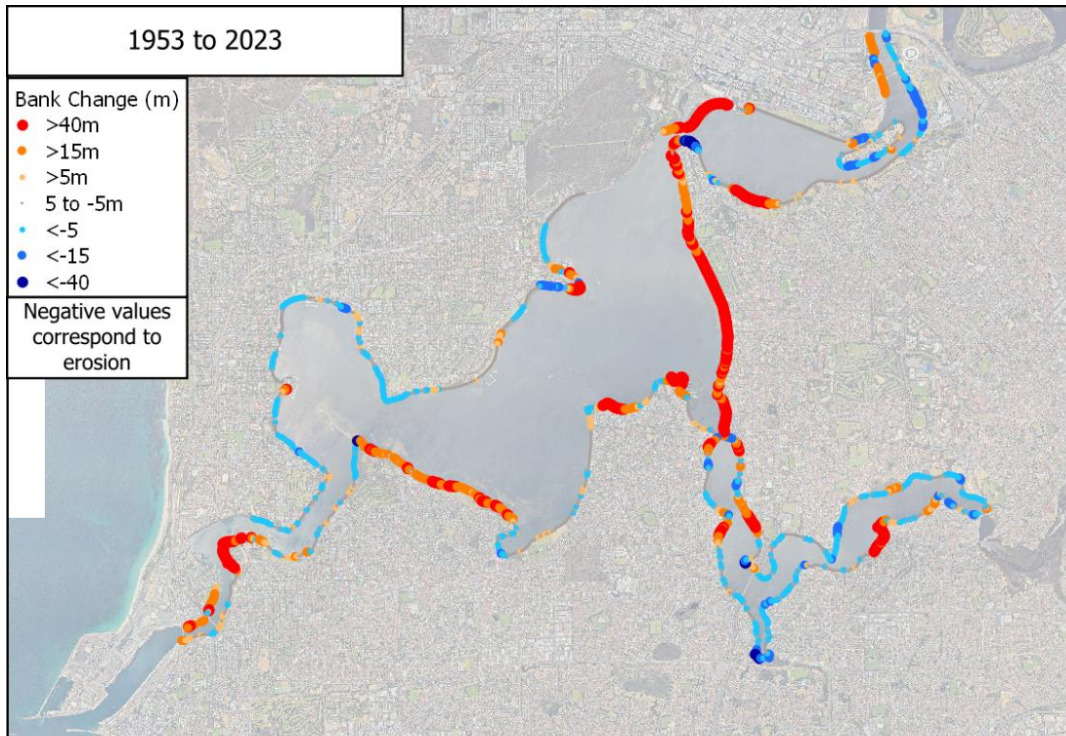 1953 to 2023
Bank Change (m)
>40m
>15m
>5m
5 to -5m
<-5
<-15
<-40
Negative values
correspond to
erosion